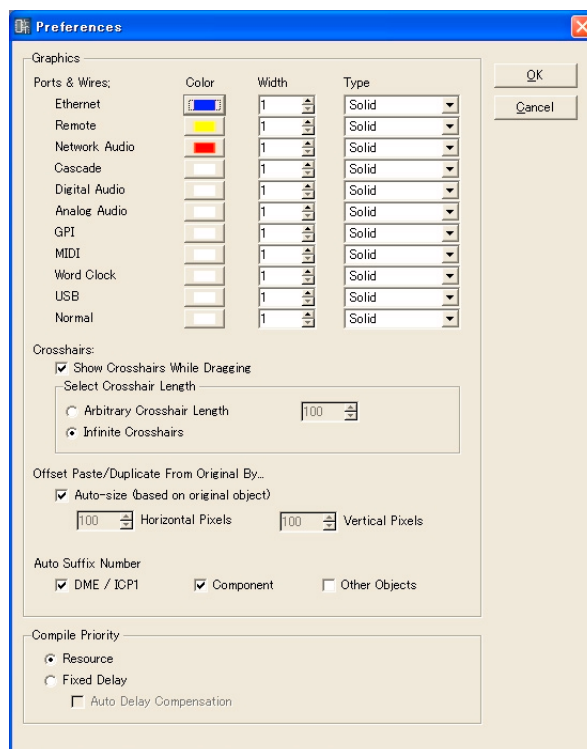 Preferences
Graphics
Ports & Wires; Color Width Type
Ethernet 1 Solid
Remote 1 Solid
Network Audio 1 Solid
Cascade 1 Solid
Digital Audio 1 Solid
Analog Audio 1 Solid
GPI 1 Solid
MIDI 1 Solid
Word Clock 1 Solid
USB 1 Solid
Normal 1 Solid
OK
Cancel
Crosshairs:
Show Crosshairs While Dragging
Select Crosshair Length
Arbitrary Crosshair Length 100
Infinite Crosshairs
Offset Paste/Duplicate From Original By...
Auto-size (based on original object)
100 Horizontal Pixels 100 Vertical Pixels
Auto Suffix Number
DME / ICP1 Component Other Objects
Compile Priority
Resource
Fixed Delay
Auto Delay Compensation